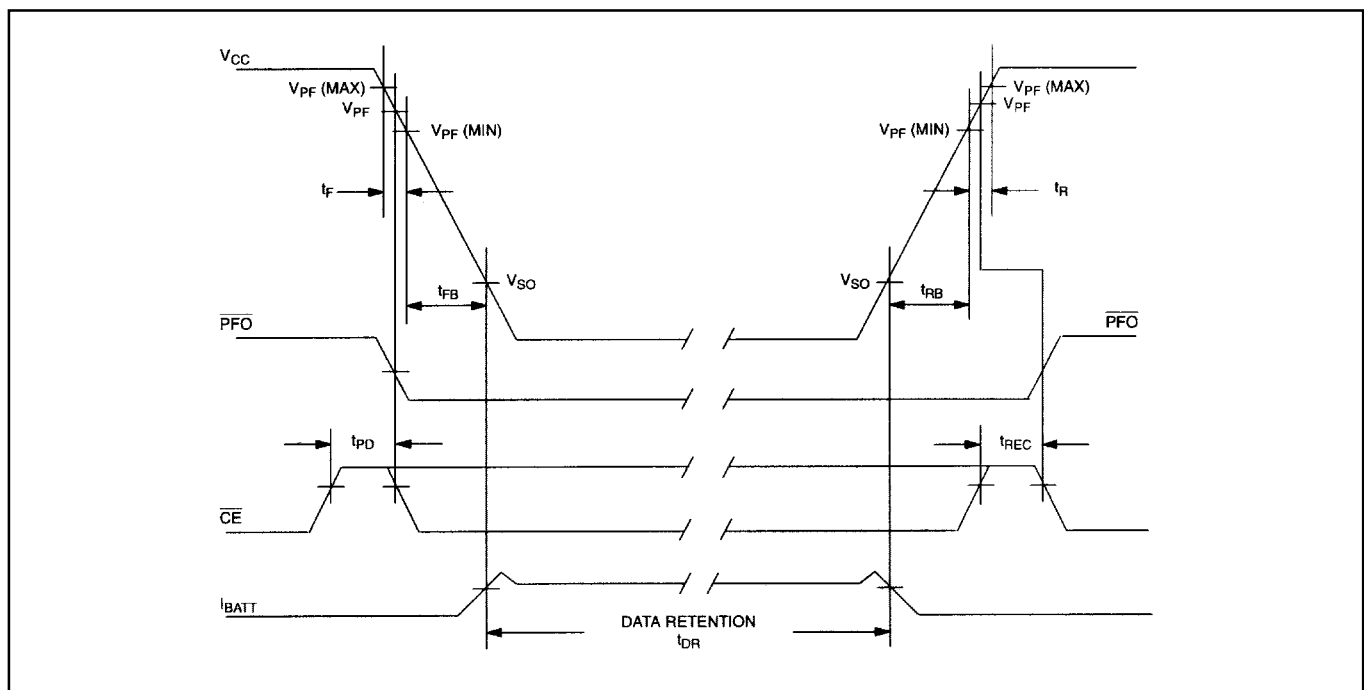 VCC
VPF (MAX)
VPF
VPF (MIN)
tF
tFB
VSO
PFO
tPD
CE
IBATT
VPF (MAX)
VPF
VPF (MIN)
tR
VSO
tRB
PFO
tREC
DATA RETENTION
tDR